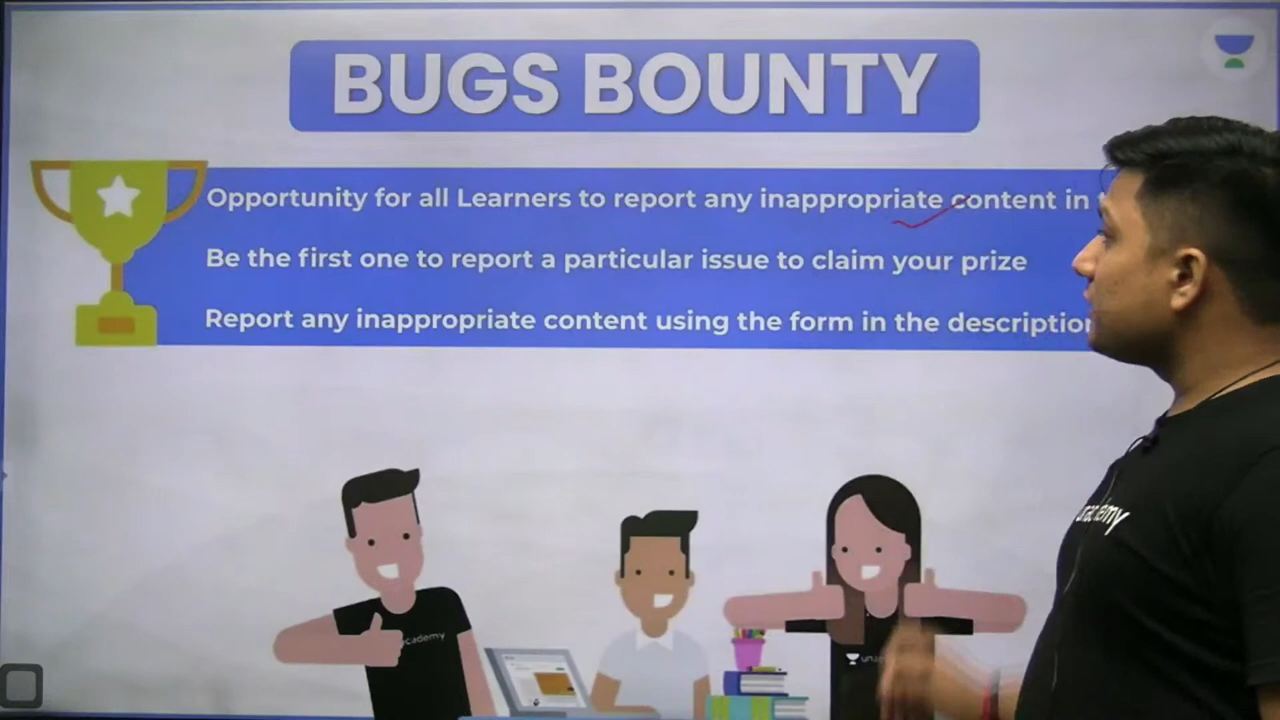 BUGS BOUNTY
Opportunity for all Learners to report any inappropriate content in
Be the first one to report a particular issue to claim your prize
Report any inappropriate content using the form in the description